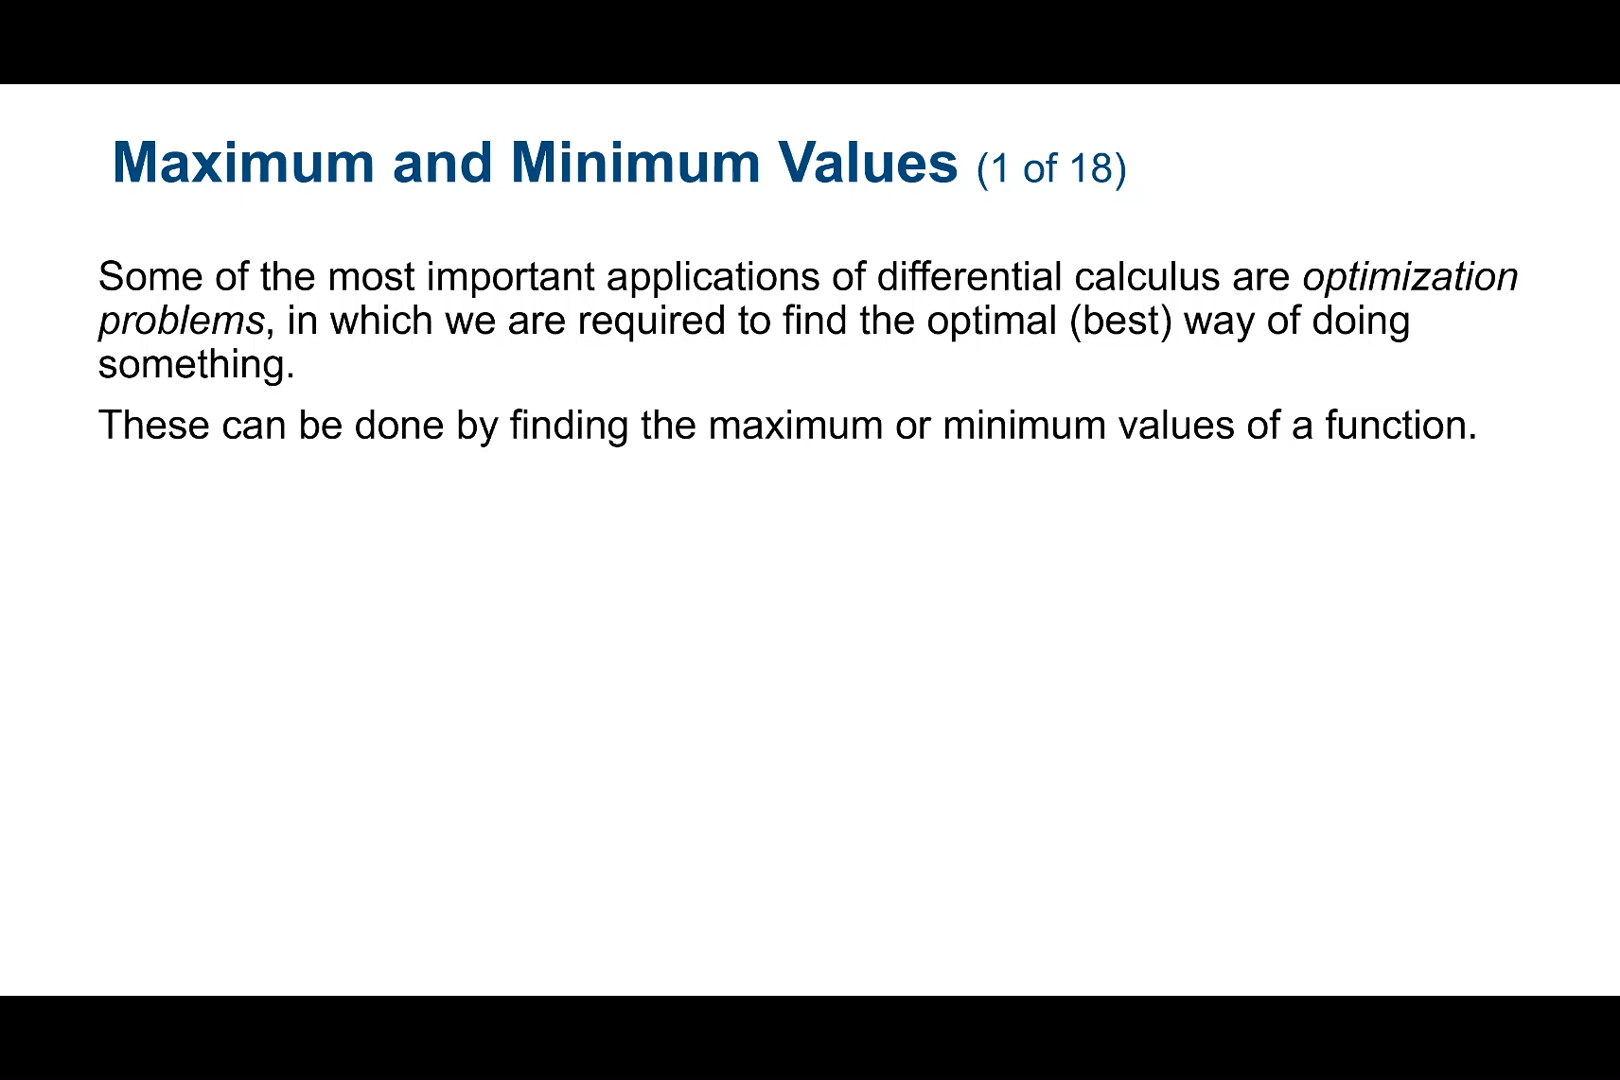 Maximum and Minimum Values (1 of 18)
Some of the most important applications of differential calculus are optimization
problems, in which we are required to find the optimal (best) way of doing
something.
These can be done by finding the maximum or minimum values of a function.